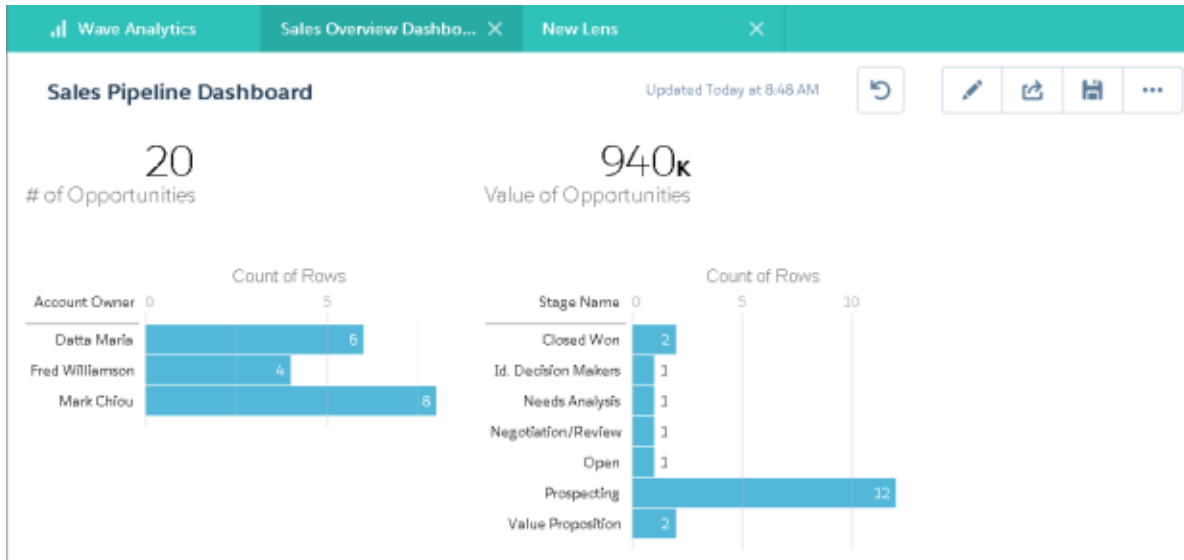 Wave Analytics
Sales Overview Dashbo...
New Lens
Sales Pipeline Dashboard
Updated Today at 8:48 AM
20
# of Opportunities
940K
Value of Opportunities
Count of Rows
Account Owner 0 5
Datta Maria 6
Fred Williamson 4
Mark Chiou 8
Count of Rows
Stage Name 0 5 10
Closed Won 2
Id. Decision Makers 1
Needs Analysis 1
Negotiation/Review 1
Open 1
Prospecting 12
Value Proposition 2